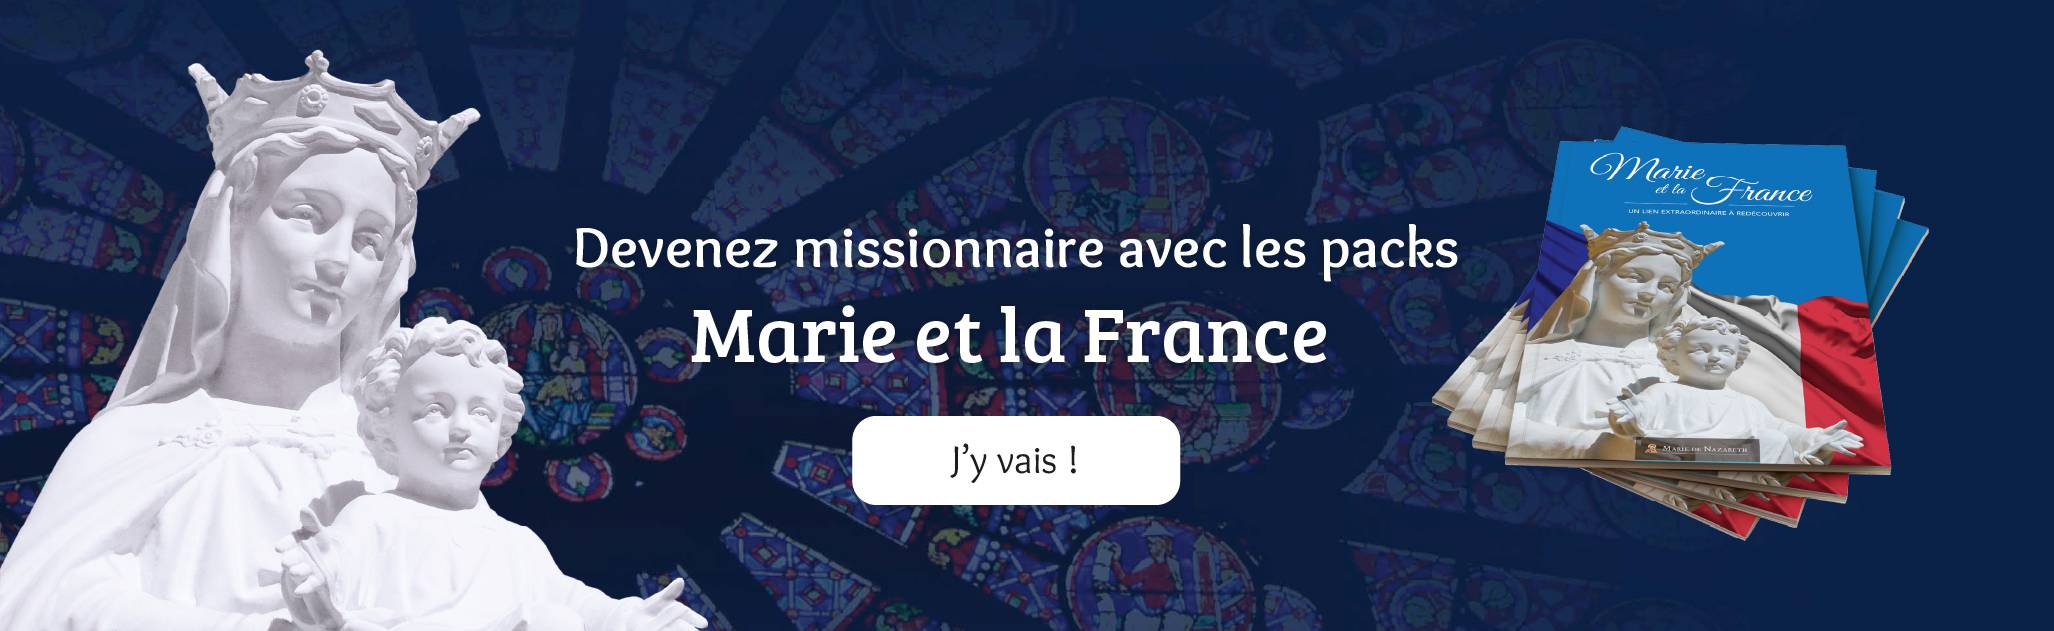 Devenez missionnaire avec les packs
Marie et la France
J'y vais !
Marie
et la France
UN LIEN EXTRAORDINAIRE À REDÉCOUVRIR
MARIE DE NAZARETH